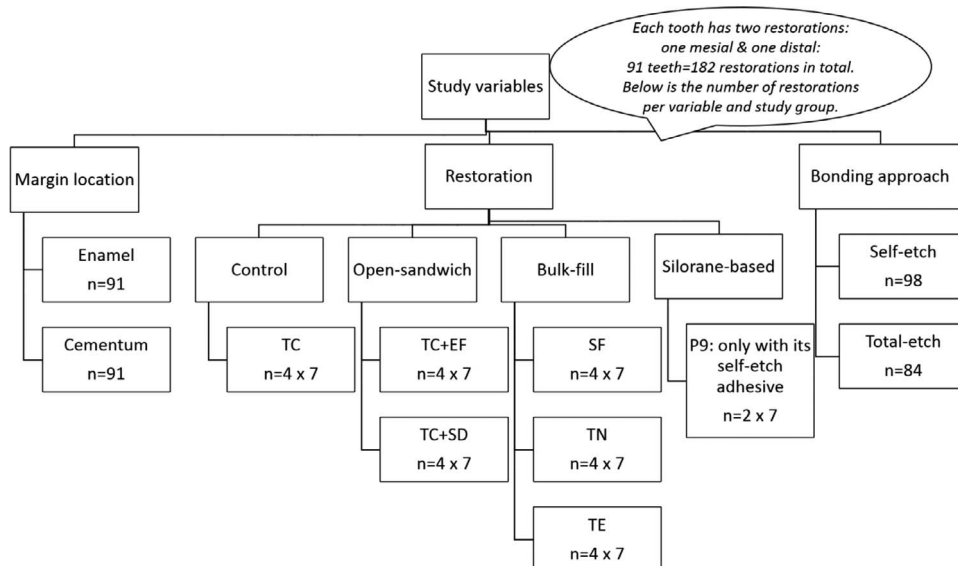 Each tooth has two restorations:
one mesial & one distal:
91 teeth=182 restorations in total.
Below is the number of restorations
per variable and study group.
Study variables
Margin location
Restoration
Bonding approach
Enamel
n=91
Cementum
n=91
Control
TC
n=4 x 7
Open-sandwich
TC+EF
n=4 x 7
TC+SD
n=4 x 7
Bulk-fill
SF
n=4 x 7
TN
n=4 x 7
TE
n=4 x 7
Silorane-based
P9: only with its
self-etch
adhesive
n=2 x 7
Self-etch
n=98
Total-etch
n=84